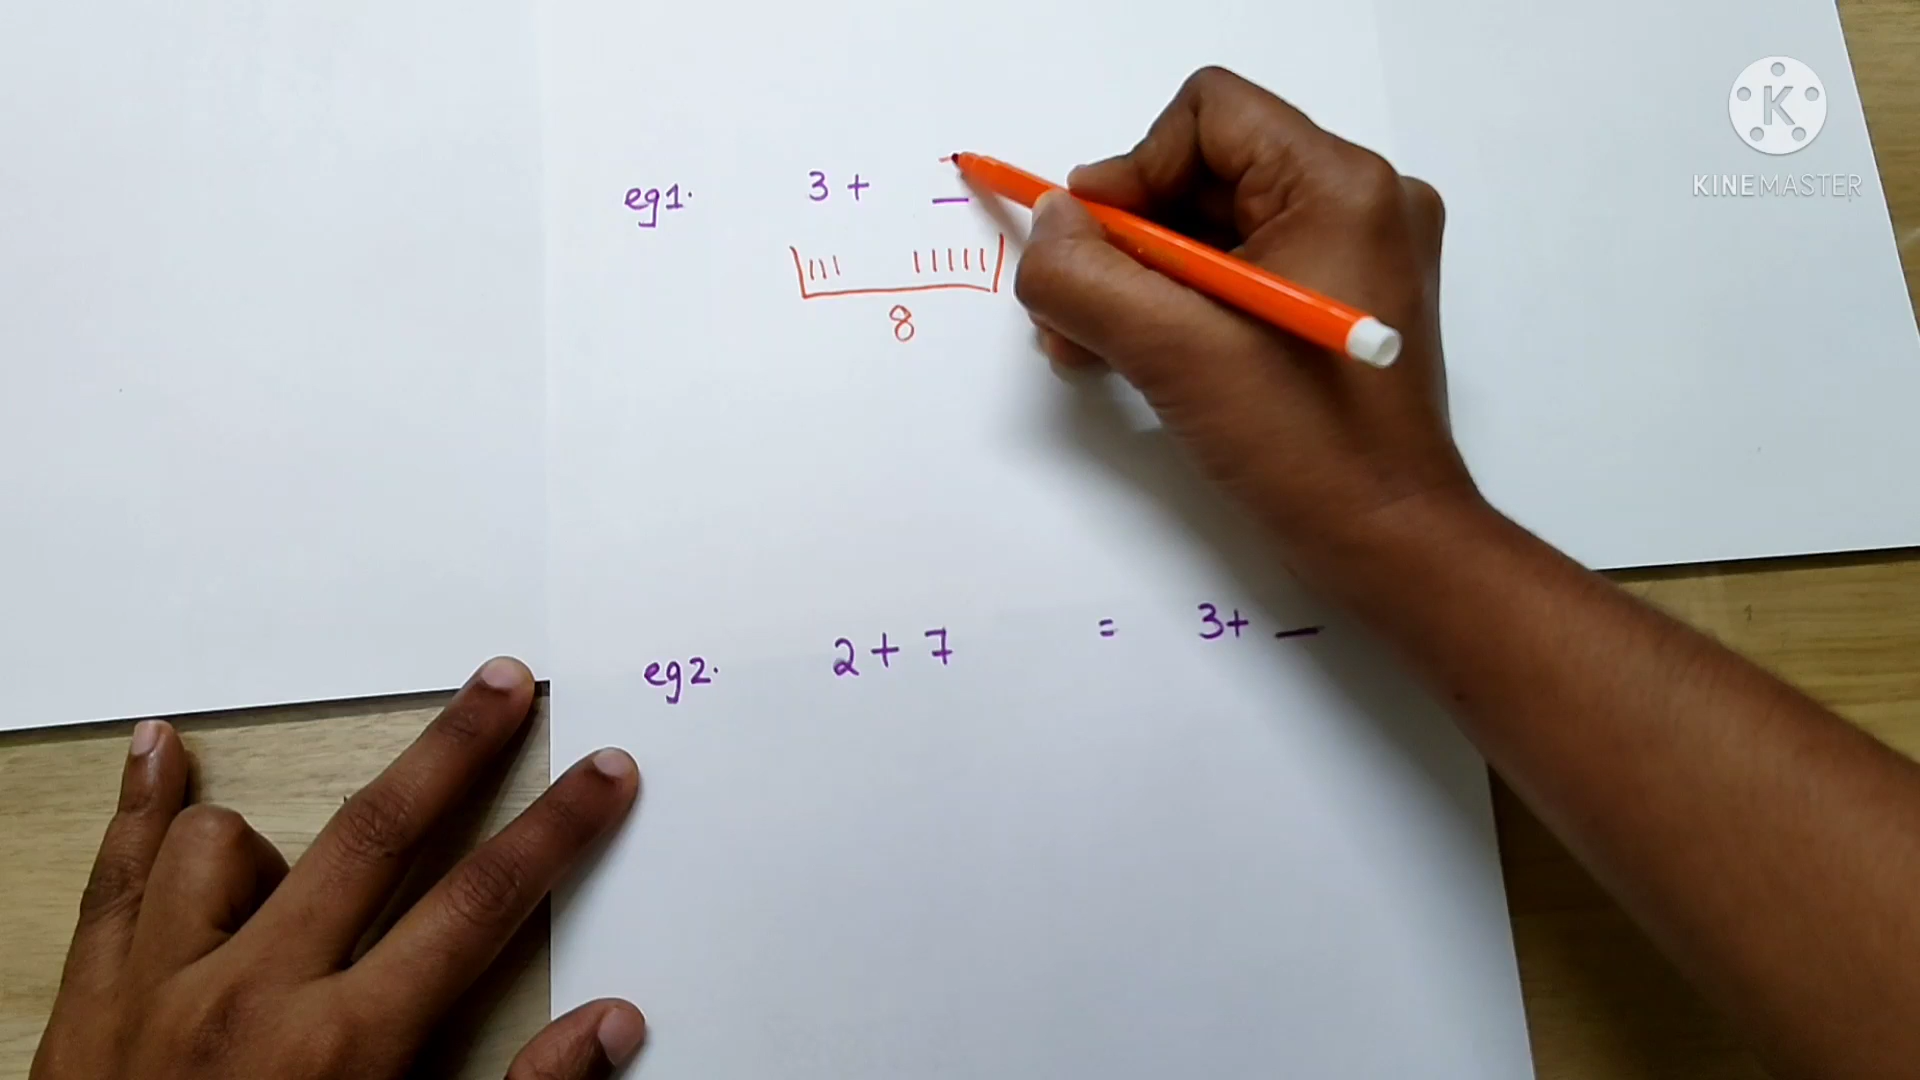 KINEMASTER
eg1. 3 + _
8
eg2. 2 + 7 = 3 + _